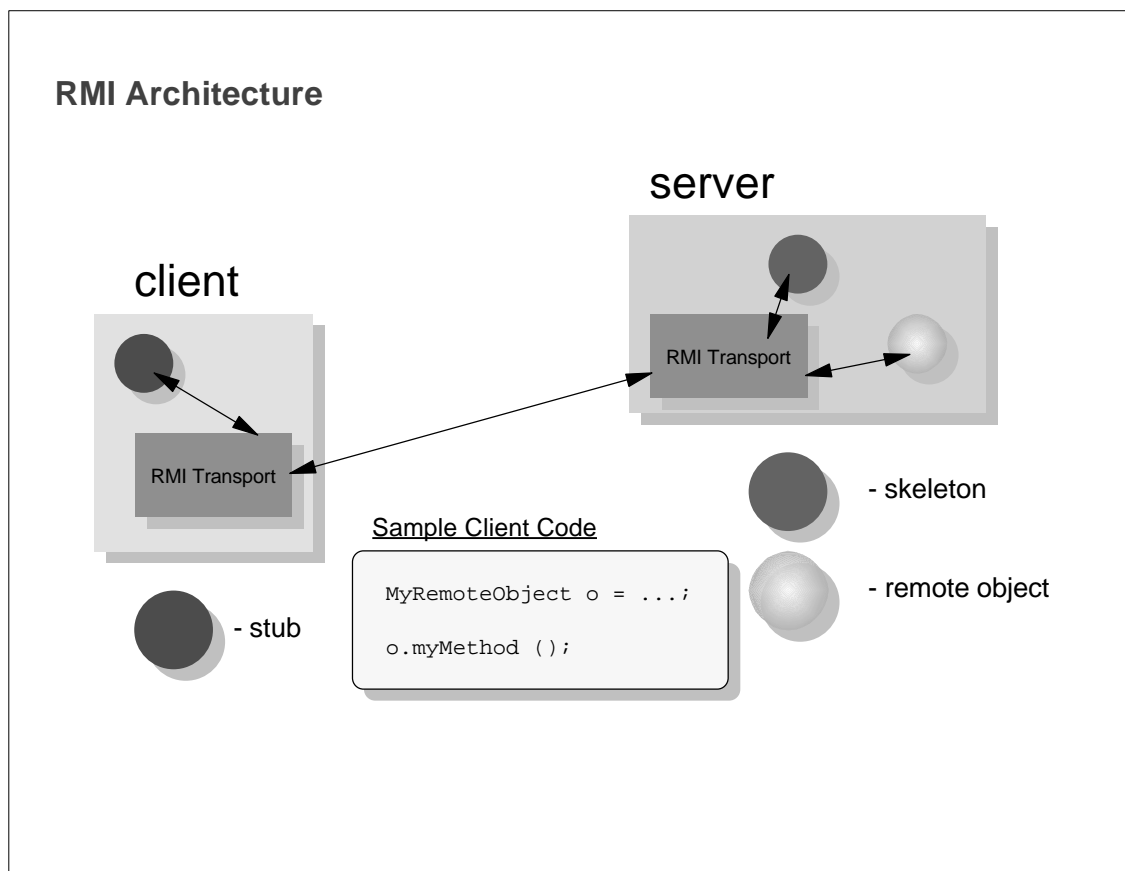 RMI Architecture
server
client
RMI Transport
RMI Transport
- skeleton
Sample Client Code
MyRemoteObject o = ...;
- remote object
- stub
o.myMethod ();